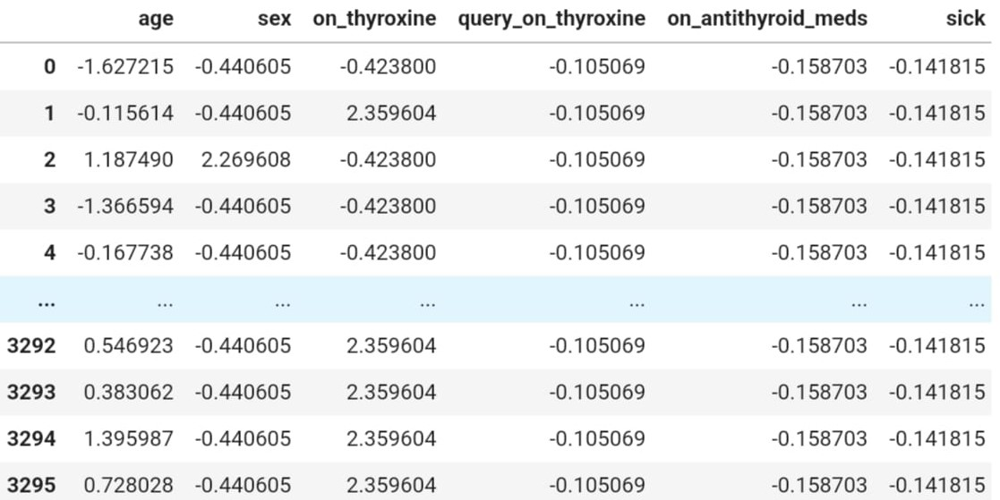 age sex on_thyroxine query_on_thyroxine on_antithyroid_meds sick
0 -1.627215 -0.440605 -0.423800 -0.105069 -0.158703 -0.141815
1 -0.115614 -0.440605 2.359604 -0.105069 -0.158703 -0.141815
2 1.187490 2.269608 -0.423800 -0.105069 -0.158703 -0.141815
3 -1.366594 -0.440605 -0.423800 -0.105069 -0.158703 -0.141815
4 -0.167738 -0.440605 -0.423800 -0.105069 -0.158703 -0.141815
... ... ... ... ... ... ...
3292 0.546923 -0.440605 2.359604 -0.105069 -0.158703 -0.141815
3293 0.383062 -0.440605 2.359604 -0.105069 -0.158703 -0.141815
3294 1.395987 -0.440605 2.359604 -0.105069 -0.158703 -0.141815
3295 0.728028 -0.440605 2.359604 -0.105069 -0.158703 -0.141815